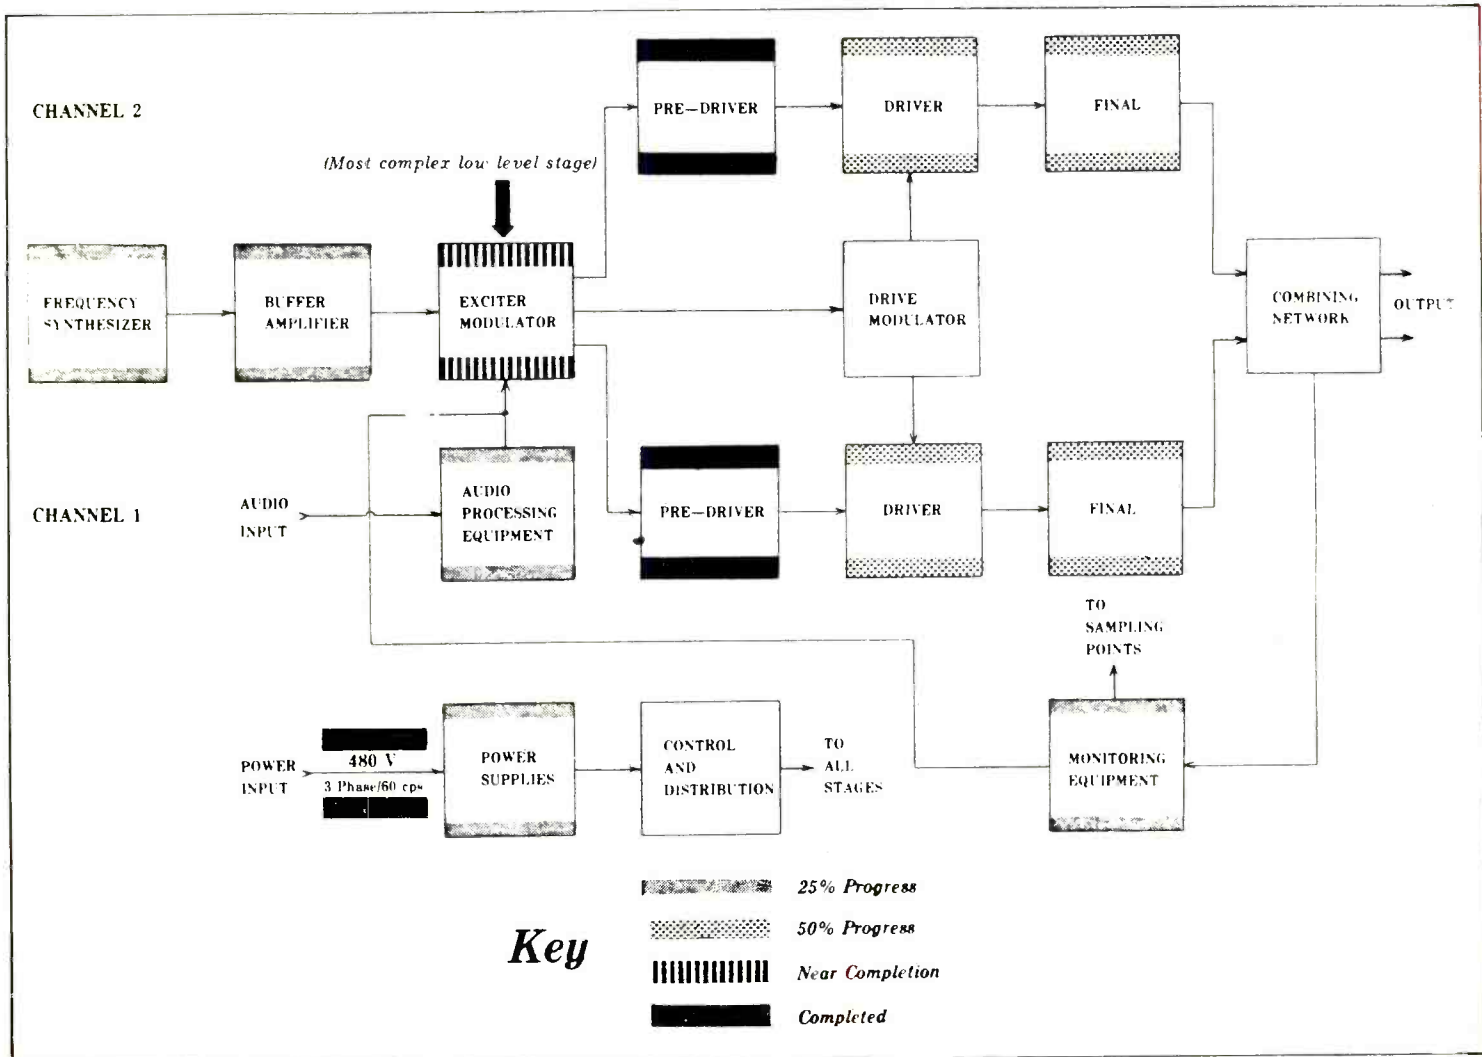 CHANNEL 2
(Most complex low level stage)
PRE-DRIVER
DRIVER
FINAL
FREQUENCY
SYNTHESIZER
BUFFER
AMPLIFIER
EXCITER
MODULATOR
DRIVE
MODULATOR
COMBINING
NETWORK
OUTPUT
CHANNEL 1
AUDIO
INPUT
AUDIO
PROCESSING
EQUIPMENT
PRE-DRIVER
DRIVER
FINAL
TO
SAMPLING
POINTS
POWER
INPUT
480 V
3 Phase/60 cps
POWER
SUPPLIES
CONTROL
AND
DISTRIBUTION
TO
ALL
STAGES
MONITORING
EQUIPMENT
Key
25% Progress
50% Progress
Near Completion
Completed